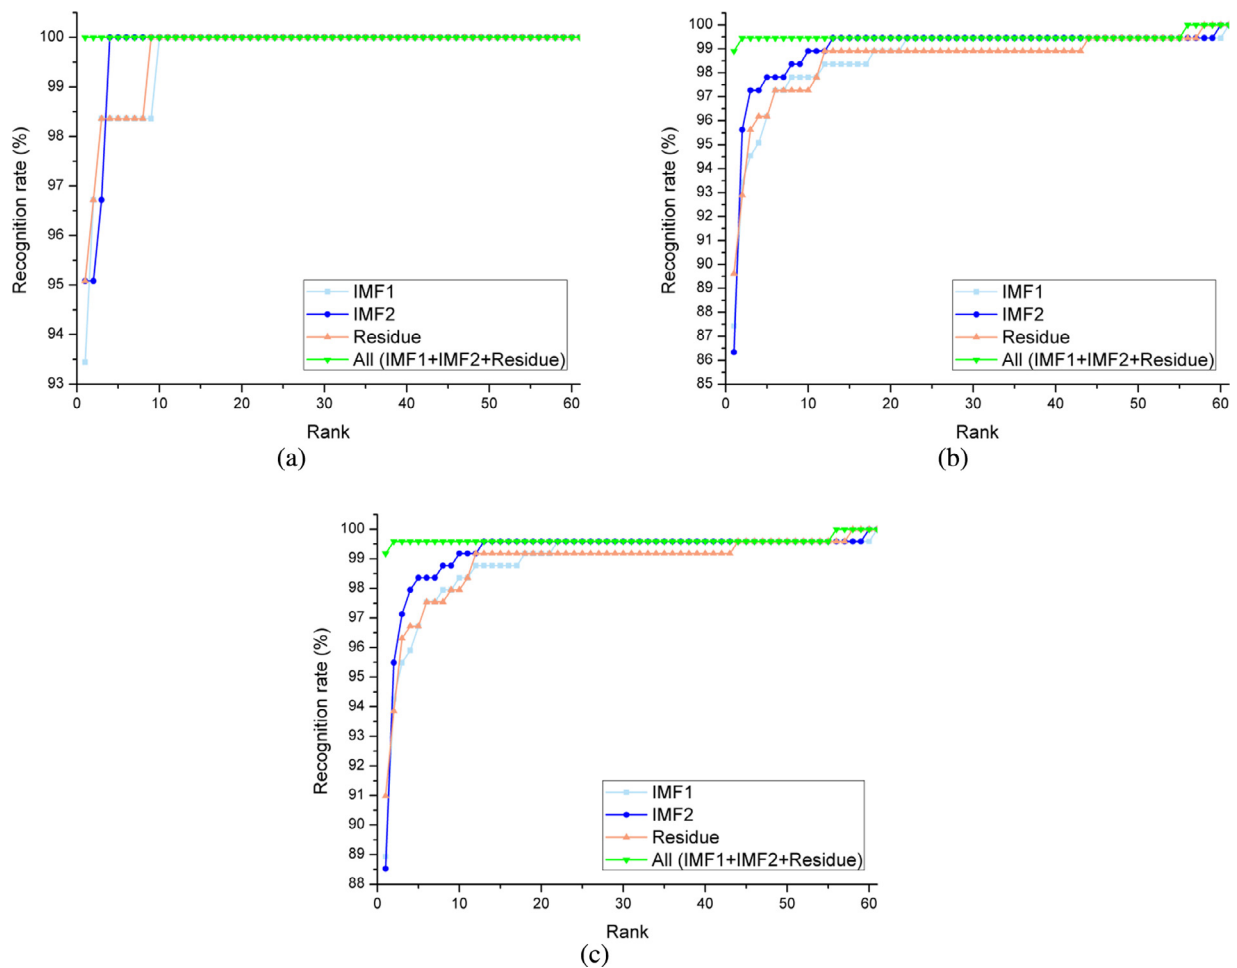 Recognition rate (%)
100
99
98
97
96
95
94
93
0 10 20 30 40 50 60
Rank
IMF1
IMF2
Residue
All (IMF1+IMF2+Residue)
(a)
Recognition rate (%)
100
99
98
97
96
95
94
93
92
91
90
89
88
87
86
85
0 10 20 30 40 50 60
Rank
IMF1
IMF2
Residue
All (IMF1+IMF2+Residue)
(b)
Recognition rate (%)
100
99
98
97
96
95
94
93
92
91
90
89
88
0 10 20 30 40 50 60
Rank
IMF1
IMF2
Residue
All (IMF1+IMF2+Residue)
(c)